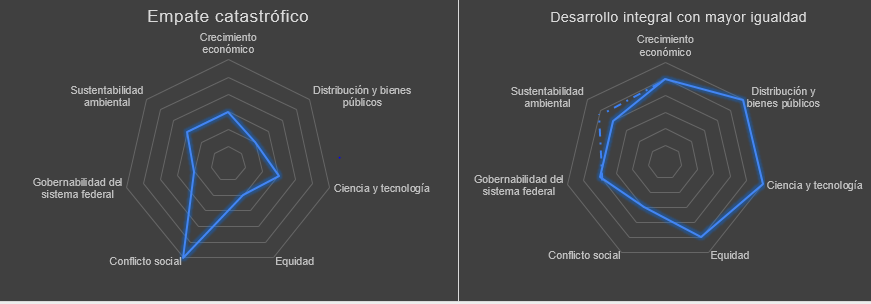 Empate catastrófico
Crecimiento
económico
Distribución y bienes
públicos
Ciencia y tecnología
Equidad
Conflicto social
Gobernabilidad del
sistema federal
Sustentabilidad
ambiental
Desarrollo integral con mayor igualdad
Crecimiento
económico
Distribución y
bienes públicos
Ciencia y tecnología
Equidad
Conflicto social
Gobernabilidad del
sistema federal
Sustentabilidad
ambiental